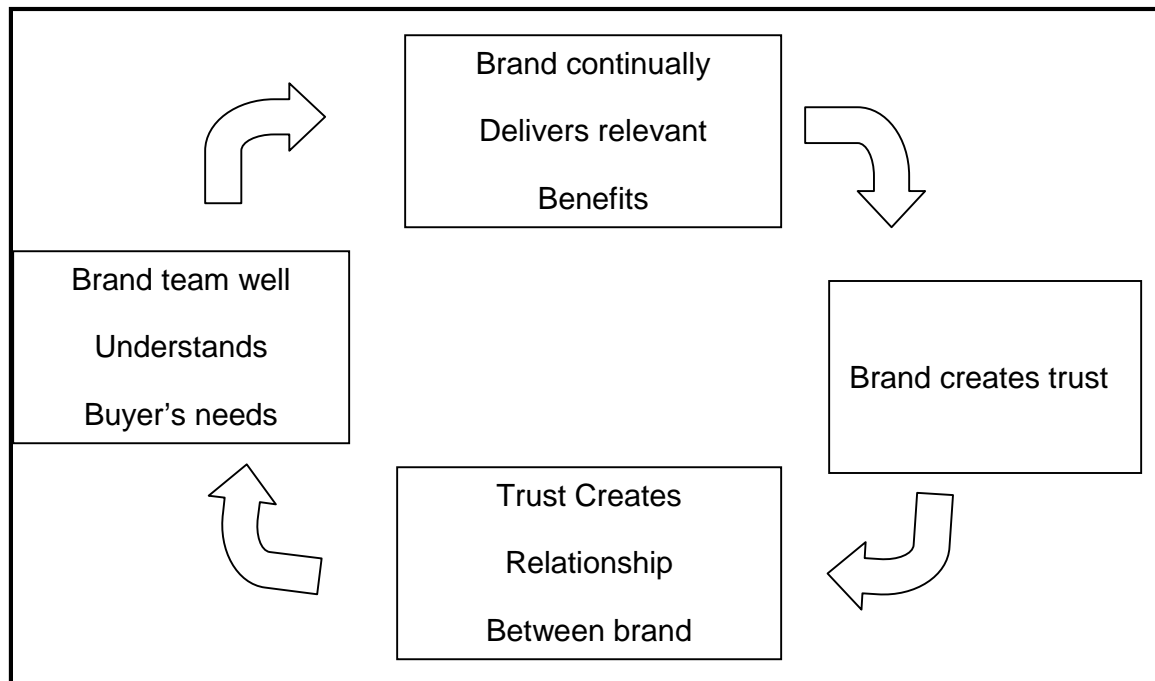 Brand continually
Delivers relevant
Benefits
Brand team well
Understands
Buyer’s needs
Brand creates trust
Trust Creates
Relationship
Between brand